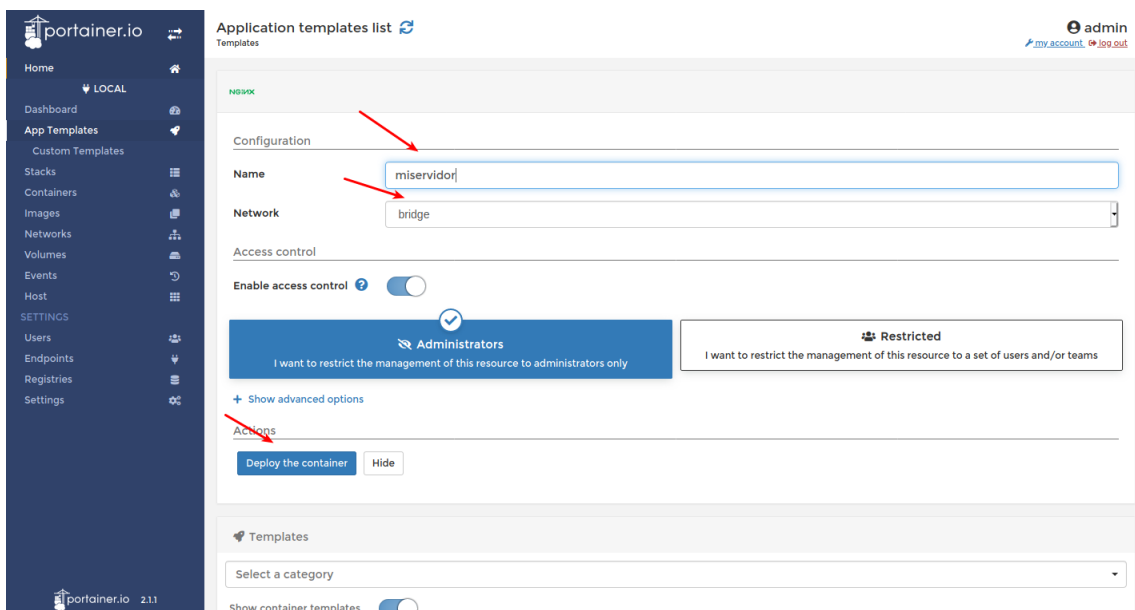 portainer.io
Home
LOCAL
Dashboard
App Templates
Custom Templates
Stacks
Containers
Images
Networks
Volumes
Events
Host
SETTINGS
Users
Endpoints
Registries
Settings
portainer.io 2.1.1
Application templates list
Templates
admin
my account log out
NGINX
Configuration
Name miservidor
Network bridge
Access control
Enable access control
Administrators
I want to restrict the management of this resource to administrators only
Restricted
I want to restrict the management of this resource to a set of users and/or teams
+ Show advanced options
Actions
Deploy the container Hide
Templates
Select a category
Show container templates